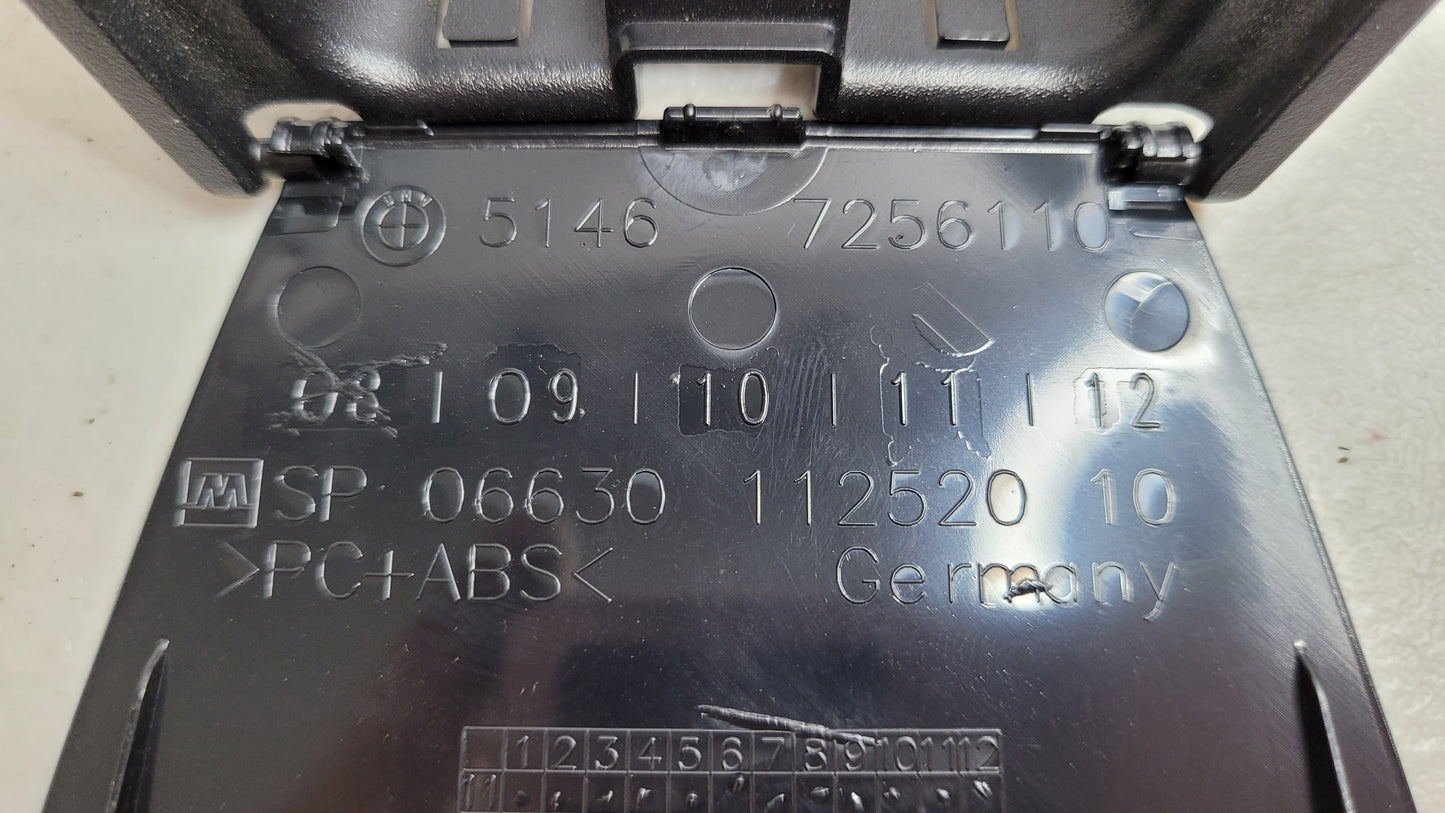 BMW 5146 7256110
08 | 09 | 10 | 11 | 12
SP 06630 112520 10
>PC+ABS< Germany
1 2 3 4 5 6 7 8 9 10 11 12
11